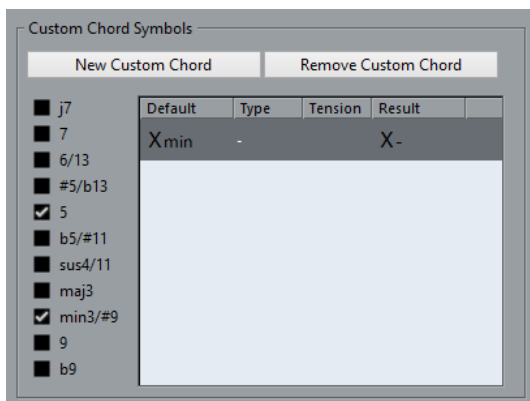 Custom Chord Symbols
New Custom Chord Remove Custom Chord
j7
7
6/13
#5/b13
5
b5/#11
sus4/11
maj3
min3/#9
9
b9
Default Type Tension Result
Xmin - X-